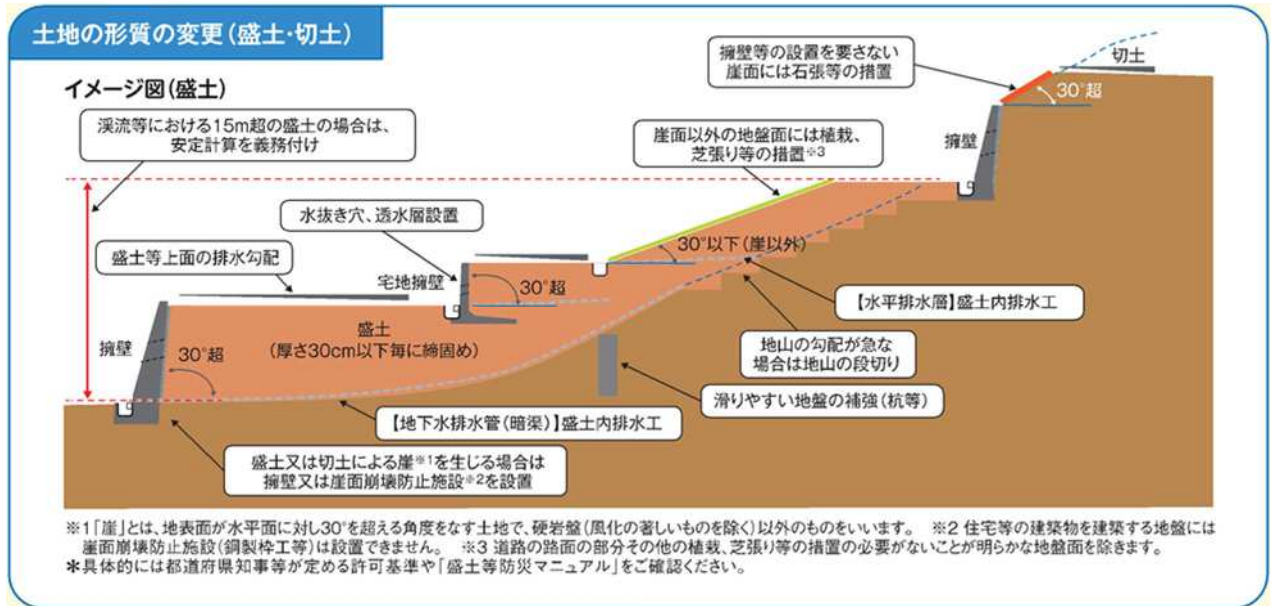 土地の形質の変更(盛土・切土)
イメージ図(盛土)
渓流等における15m超の盛土の場合は、
安定計算を義務付け
擁壁等の設置を要さない
崖面には石張等の措置
切土
30°超
擁壁
崖面以外の地盤面には植栽、
芝張り等の措置※3
水抜き穴、透水層設置
盛土等上面の排水勾配
宅地擁壁
30°超
30°以下(崖以外)
【水平排水層】盛土内排水工
擁壁
30°超
盛土
(厚さ30cm以下毎に締固め)
地山の勾配が急な
場合は地山の段切り
滑りやすい地盤の補強(杭等)
【地下水排水管(暗渠)】盛土内排水工
盛土又は切土による崖※1を生じる場合は
擁壁又は崖面崩壊防止施設※2を設置
※1「崖」とは、地表面が水平面に対し30°を超える角度をなす土地で、硬岩盤(風化の著しいものを除く)以外のものをいいます。 ※2 住宅等の建築物を建築する地盤には
崖面崩壊防止施設(鋼製枠工等)は設置できません。 ※3 道路の路面の部分その他の植栽、芝張り等の措置の必要がないことが明らかな地盤面を除きます。
＊具体的には都道府県知事等が定める許可基準や「盛土等防災マニュアル」をご確認ください。